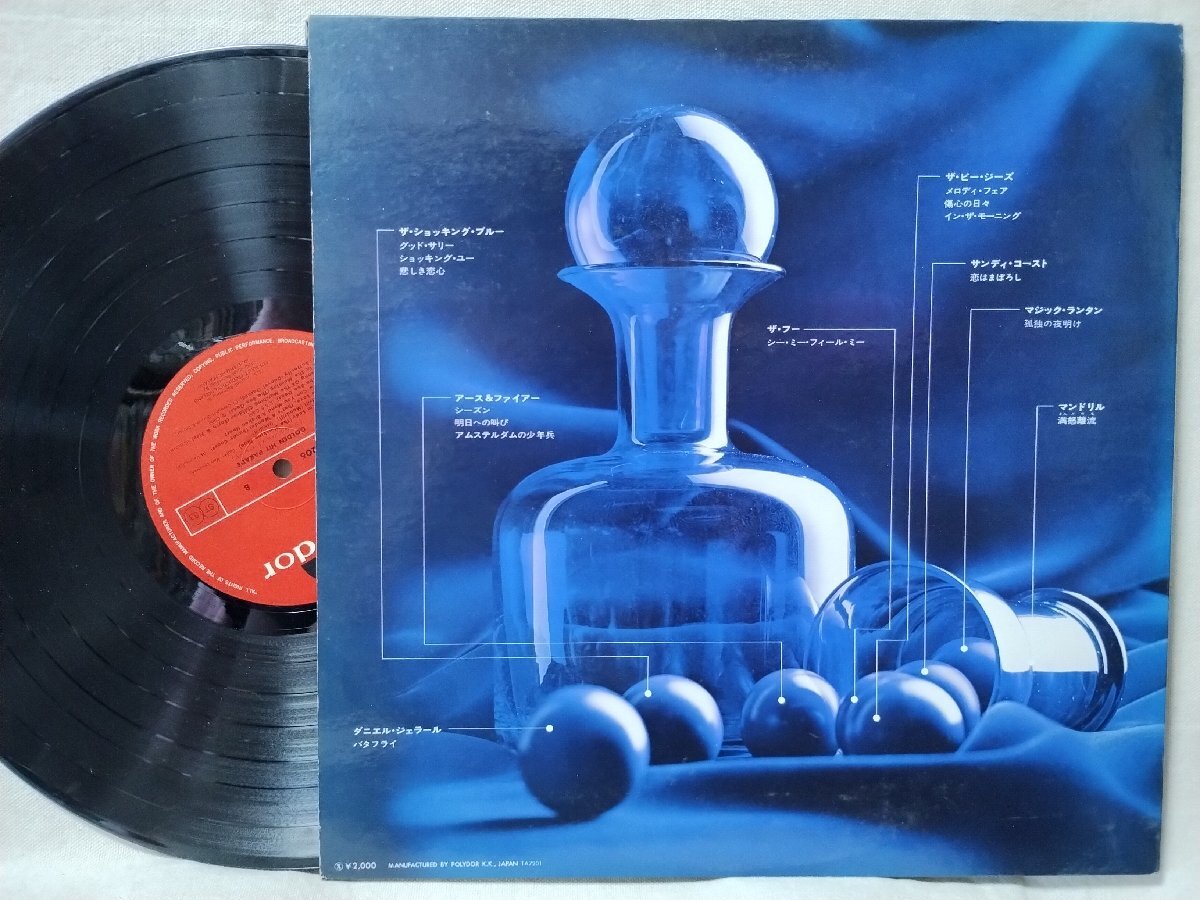 ザ・ショッキング・ブルー
グッド・サリー
ショッキング・ユー
悲しき恋心
アース&ファイアー
シーズン
明日への叫び
アムステルダムの少年兵
ダニエル・ジェラール
バタフライ
ザ・フー
シー・ミー・フィール・ミー
ザ・ビー・ジーズ
メロディ・フェア
傷心の日々
イン・ザ・モーニング
サンディ・コースト
恋はまぼろし
マジック・ランタン
孤独の夜明け
マンドリル
満怒離流
¥2,000 MANUFACTURED BY POLYDOR K.K., JAPAN
GOLDEN HIT PARADE
B
dor